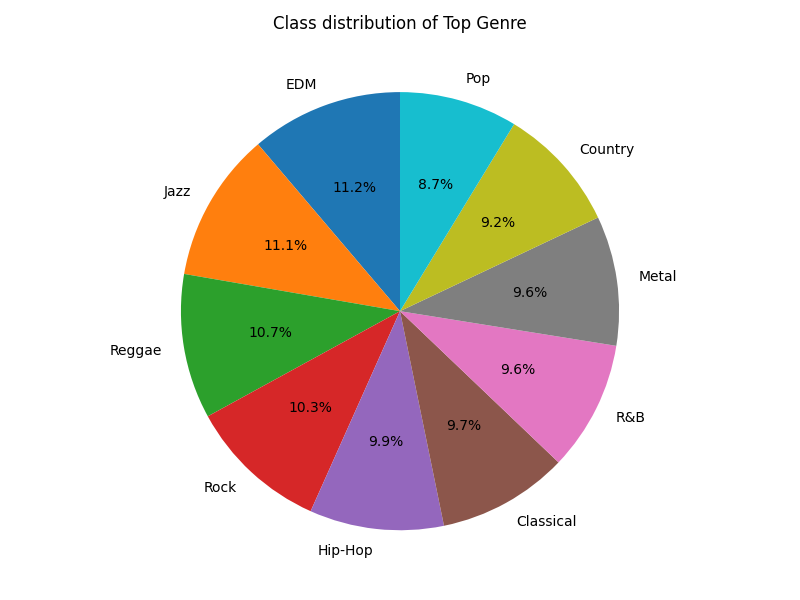 Class distribution of Top Genre
EDM
11.2%
Jazz
11.1%
Reggae
10.7%
Rock
10.3%
Hip-Hop
9.9%
Classical
9.7%
R&B
9.6%
Metal
9.6%
Country
9.2%
Pop
8.7%